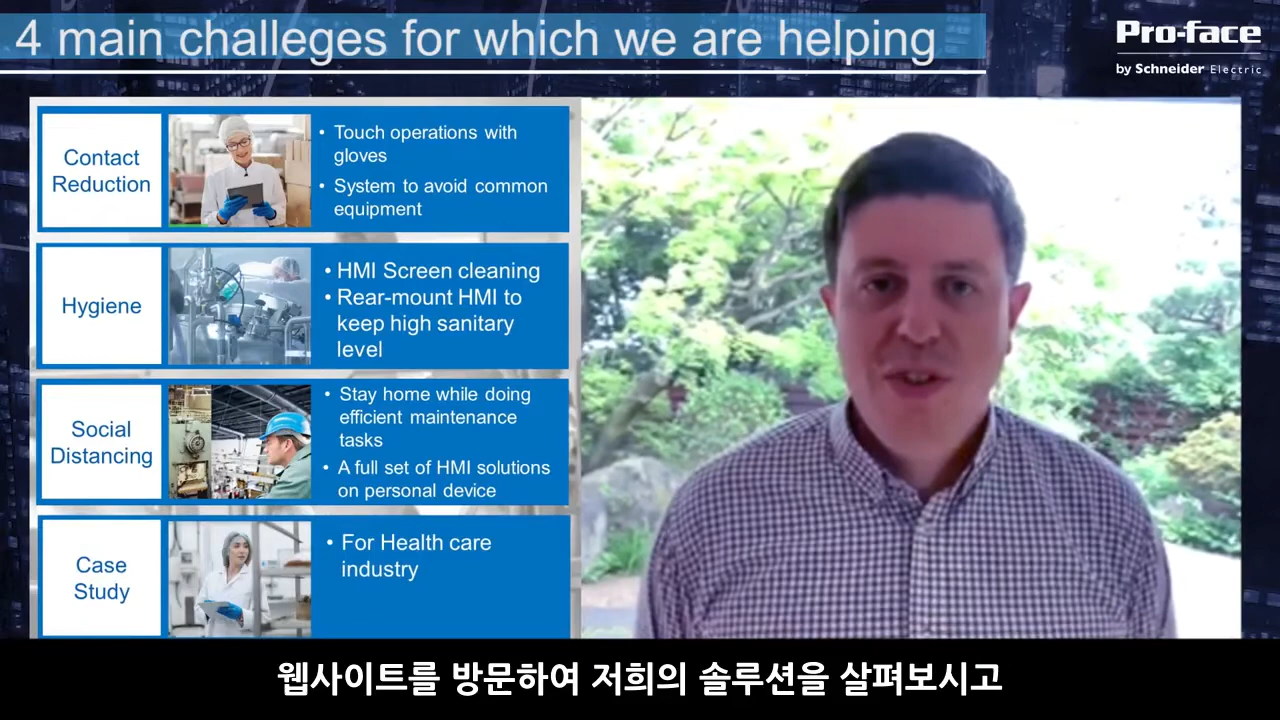 4 main challeges for which we are helping
Pro-face
by Schneider Electric
Contact
Reduction
• Touch operations with
gloves
• System to avoid common
equipment
Hygiene
• HMI Screen cleaning
• Rear-mount HMI to
keep high sanitary
level
Social
Distancing
• Stay home while doing
efficient maintenance
tasks
• A full set of HMI solutions
on personal device
Case
Study
• For Health care
industry
웹사이트를 방문하여 저희의 솔루션을 살펴보시고